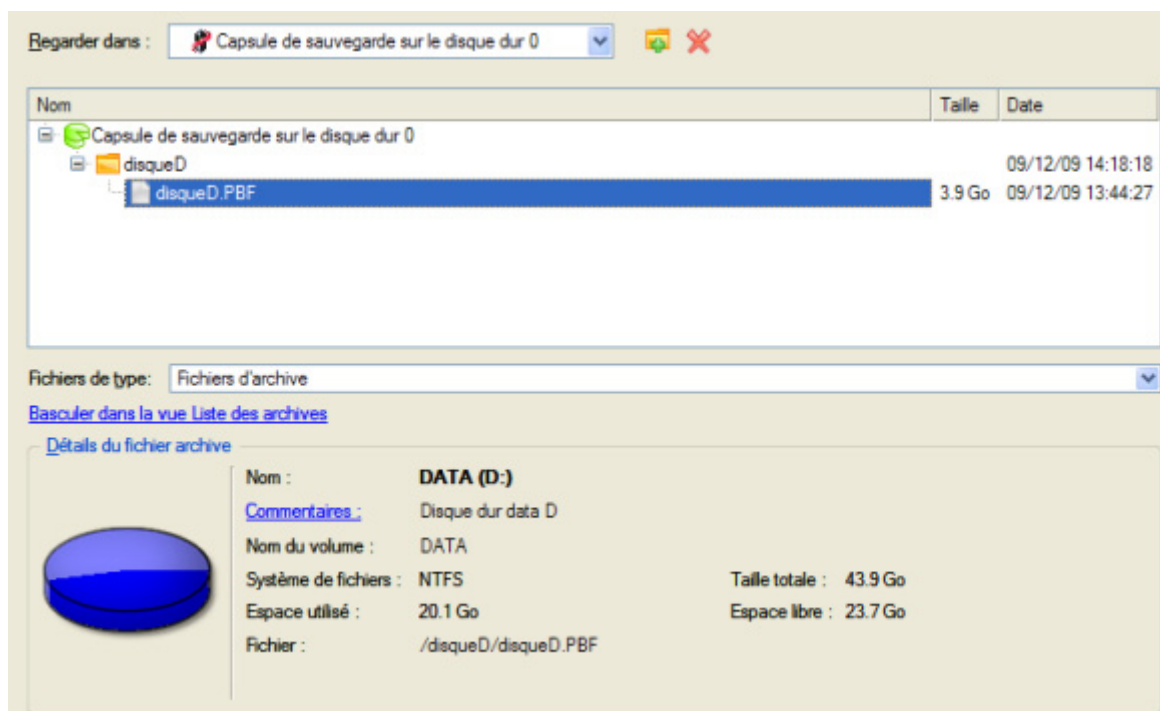 Regarder dans : Capsule de sauvegarde sur le disque dur 0
Nom Taille Date
Capsule de sauvegarde sur le disque dur 0
disqueD 09/12/09 14:18:18
disqueD.PBF 3.9 Go 09/12/09 13:44:27
Fichiers de type: Fichiers d'archive
Basculer dans la vue Liste des archives
Détails du fichier archive
Nom : DATA (D:)
Commentaires : Disque dur data D
Nom du volume : DATA
Système de fichiers : NTFS Taille totale : 43.9 Go
Espace utilisé : 20.1 Go Espace libre : 23.7 Go
Fichier : /disqueD/disqueD.PBF